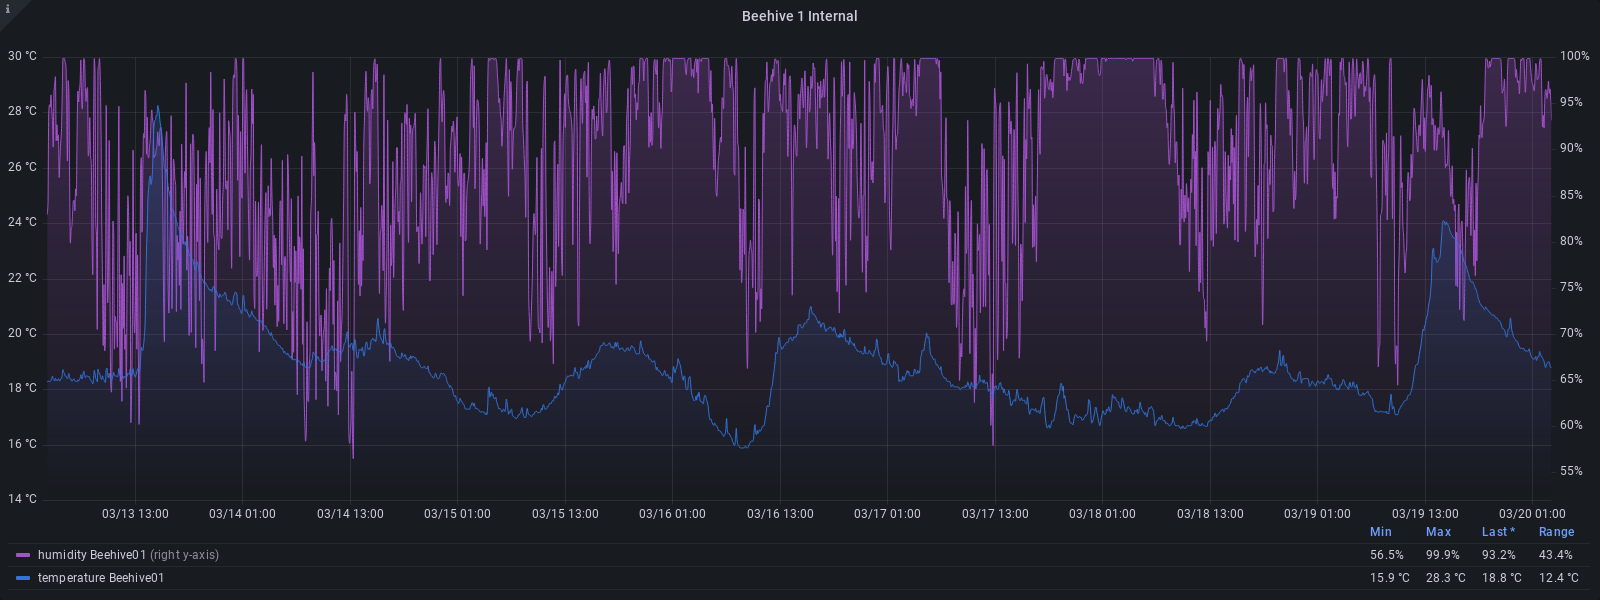 i
Beehive 1 Internal
30 °C 100%
28 °C 95%
26 °C 90%
24 °C 85%
22 °C 80%
20 °C 75%
18 °C 70%
16 °C 65%
14 °C 60%
55%
03/13 13:00 03/14 01:00 03/14 13:00 03/15 01:00 03/15 13:00 03/16 01:00 03/16 13:00 03/17 01:00 03/17 13:00 03/18 01:00 03/18 13:00 03/19 01:00 03/19 13:00 03/20 01:00
Min Max Last * Range
humidity Beehive01 (right y-axis) 56.5% 99.9% 93.2% 43.4%
temperature Beehive01 15.9 °C 28.3 °C 18.8 °C 12.4 °C